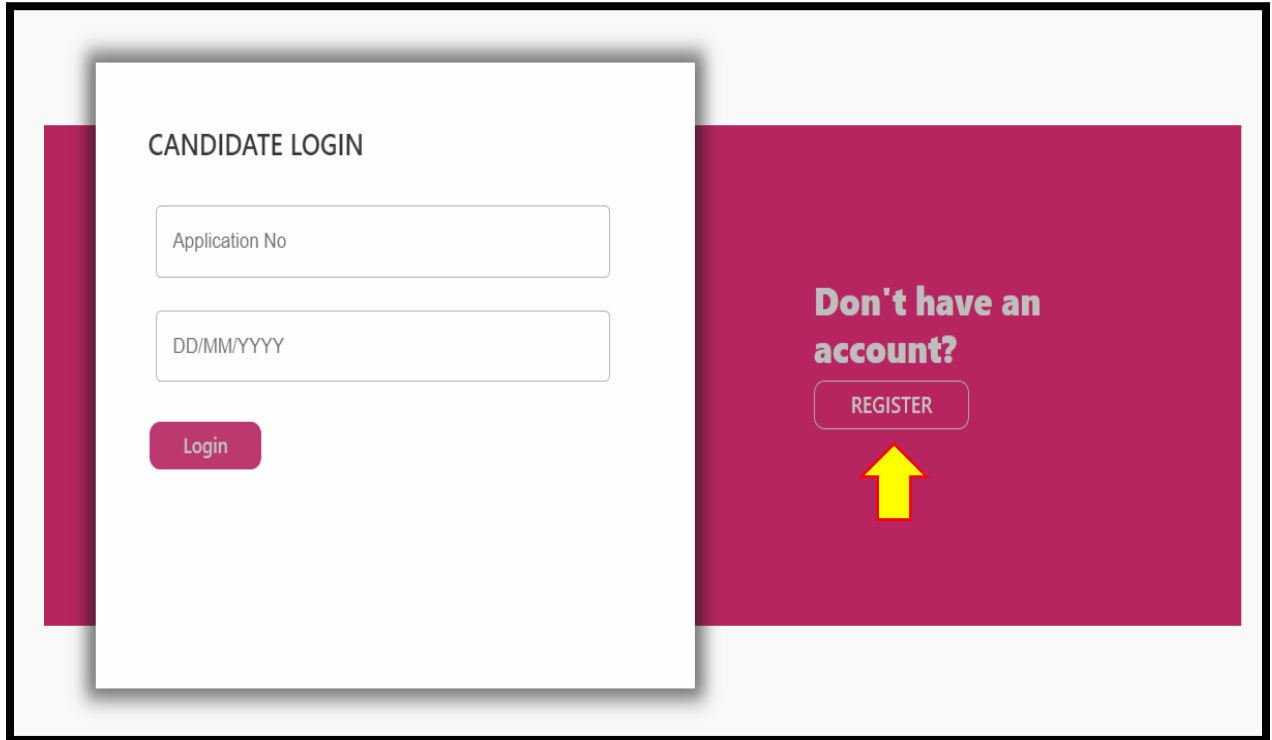 CANDIDATE LOGIN
Application No
DD/MM/YYYY
Login
Don't have an
account?
REGISTER